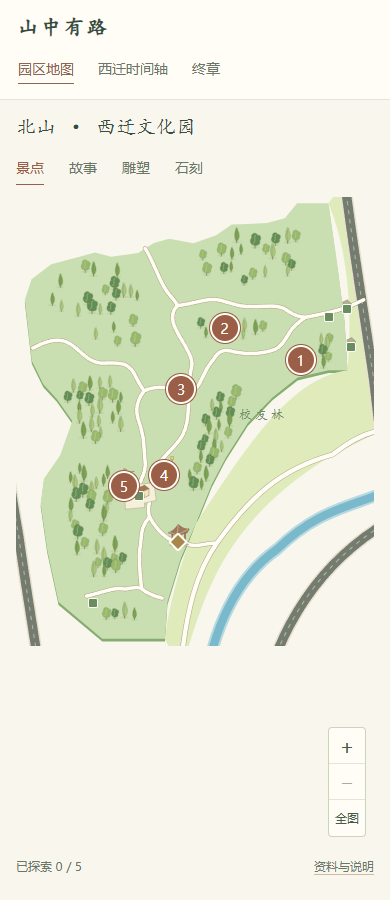 山中有路
园区地图 西迁时间轴 终章
北山 • 西迁文化园
景点 故事 雕塑 石刻
2
1
3
校友林
4
5
+
−
全图
已探索 0 / 5
资料与说明